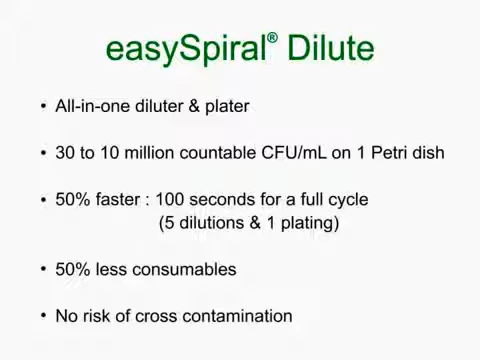 easySpiral® Dilute
• All-in-one diluter & plater
• 30 to 10 million countable CFU/mL on 1 Petri dish
• 50% faster : 100 seconds for a full cycle
(5 dilutions & 1 plating)
• 50% less consumables
• No risk of cross contamination